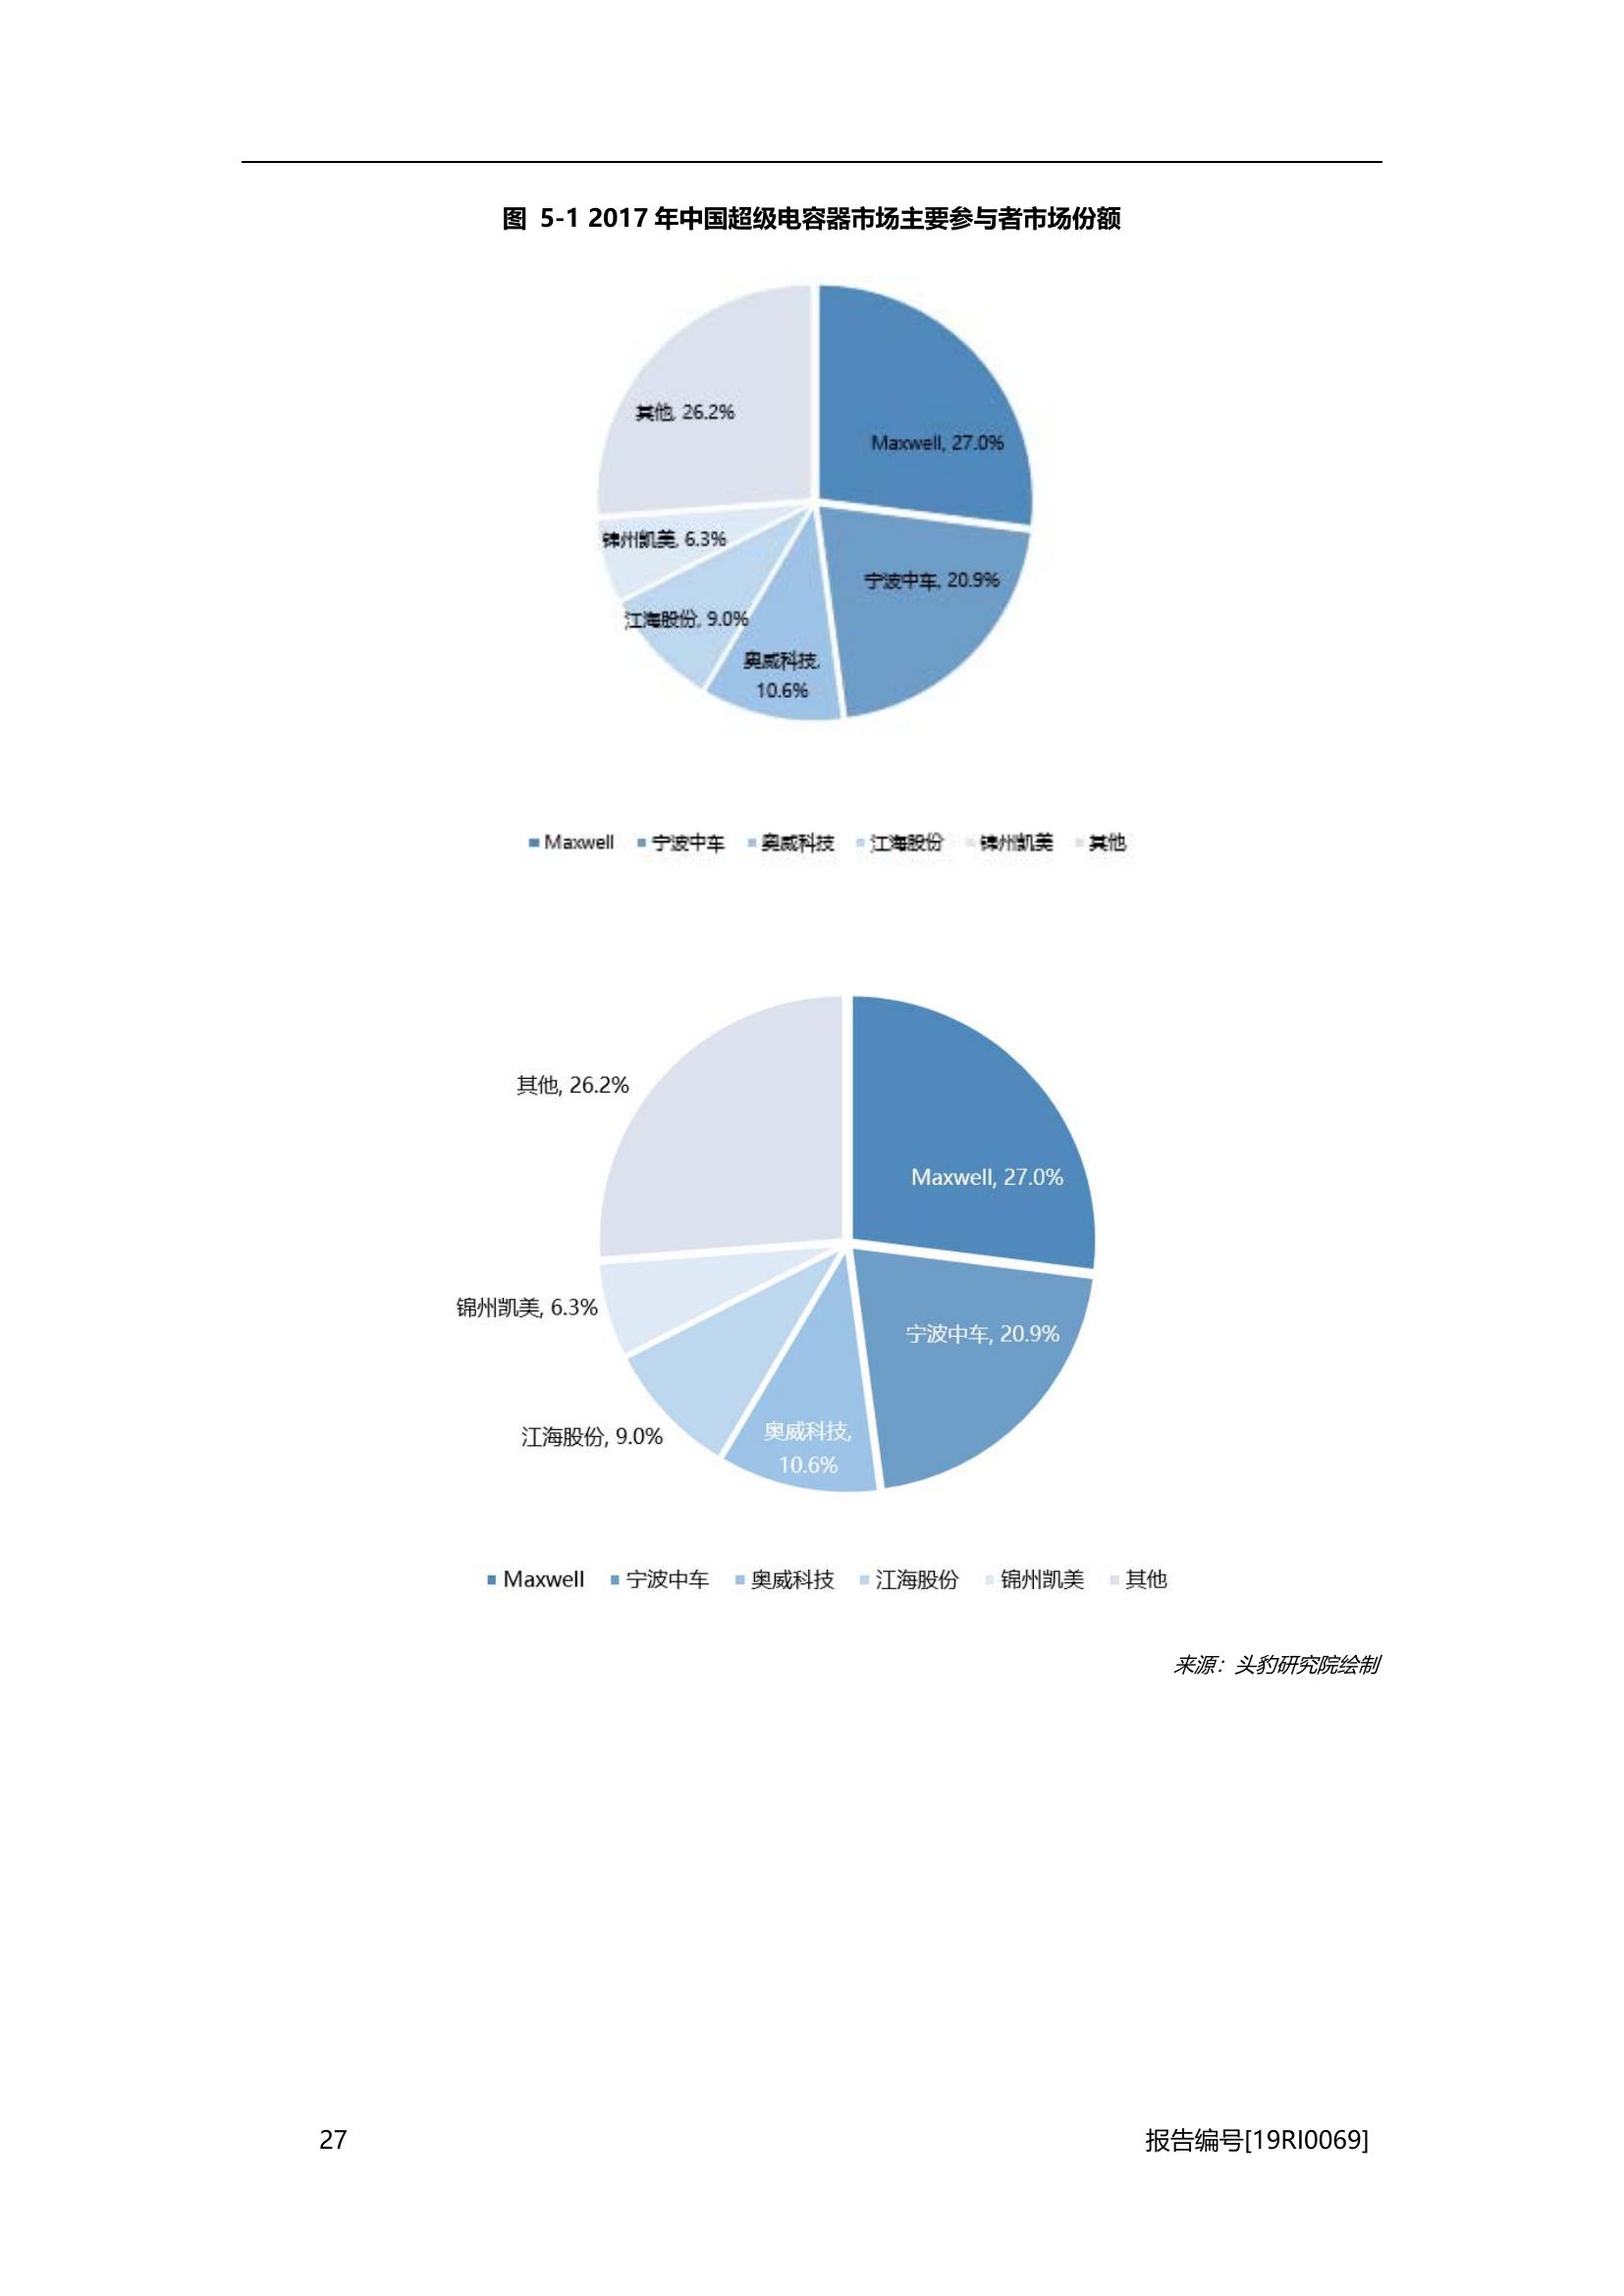 图 5-1 2017 年中国超级电容器市场主要参与者市场份额
其他, 26.2%
Maxwell, 27.0%
锦州凯美, 6.3%
宁波中车, 20.9%
江海股份, 9.0%
奥威科技,
10.6%
Maxwell 宁波中车 奥威科技 江海股份 锦州凯美 其他
其他, 26.2%
Maxwell, 27.0%
锦州凯美, 6.3%
宁波中车, 20.9%
江海股份, 9.0%
奥威科技,
10.6%
Maxwell 宁波中车 奥威科技 江海股份 锦州凯美 其他
来源：头豹研究院绘制
27 报告编号[19RI0069]